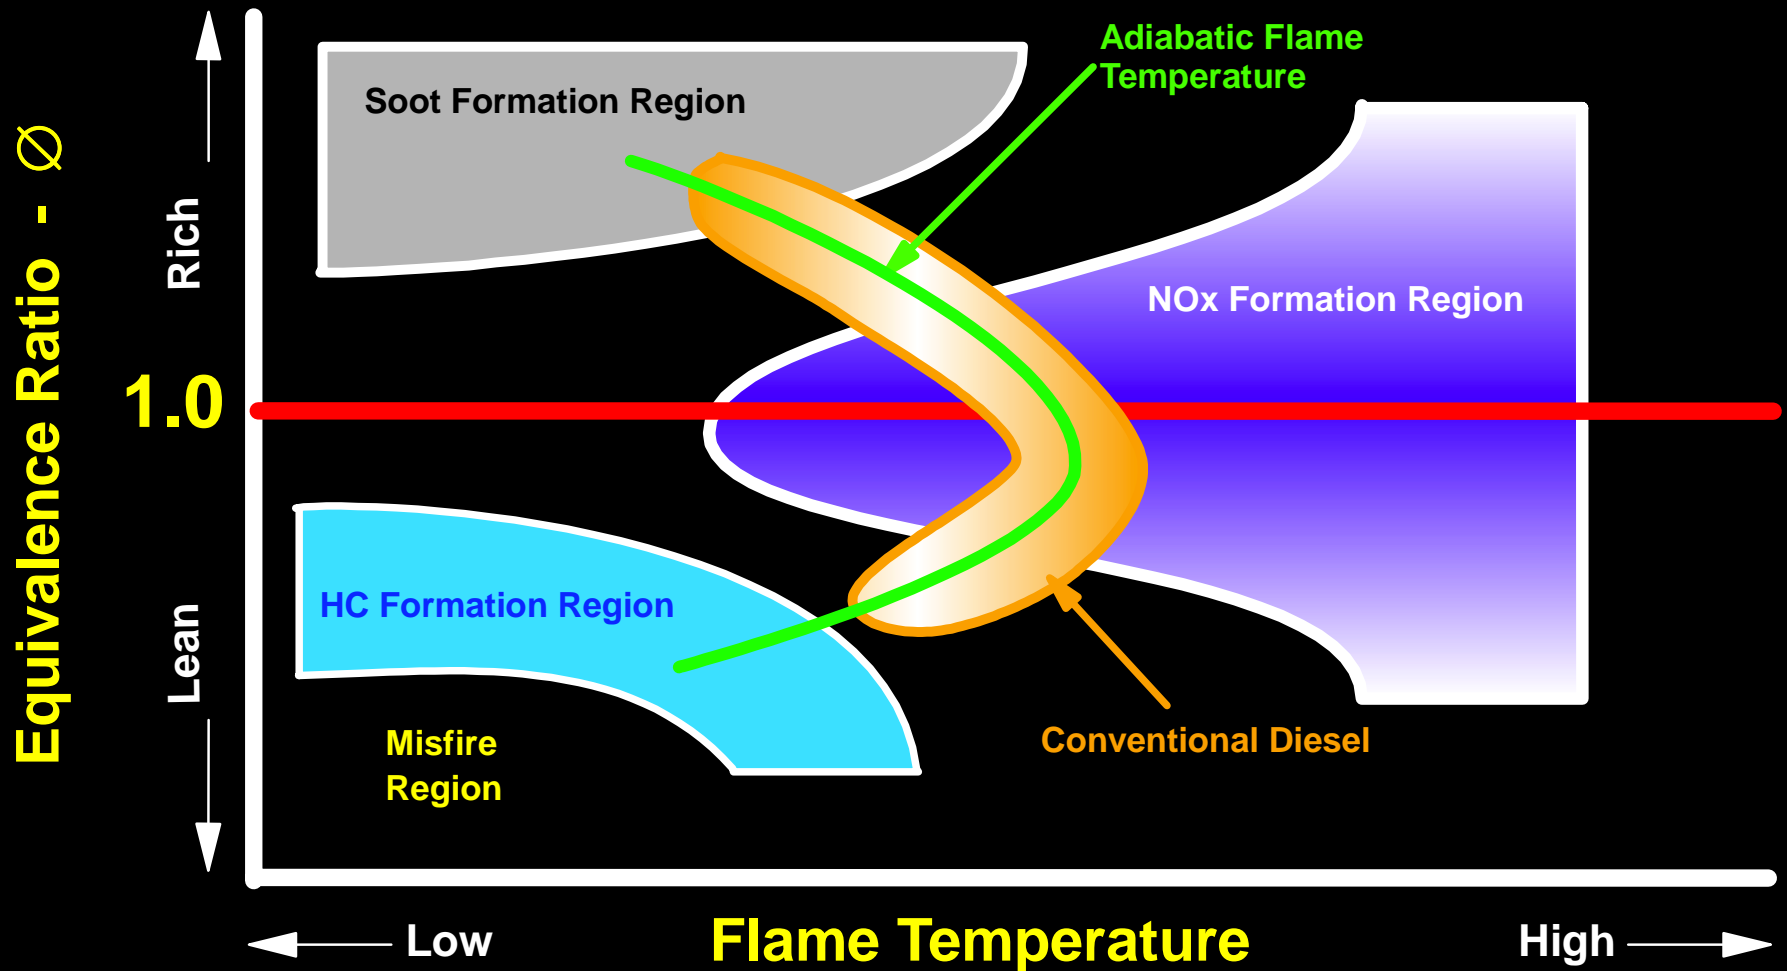 Adiabatic Flame
Temperature
Soot Formation Region
Equivalence Ratio - ∅
Rich
NOx Formation Region
1.0
HC Formation Region
Lean
Misfire
Region
Conventional Diesel
Low
Flame Temperature
High